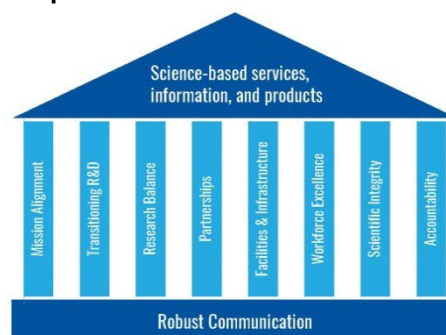 Science-based services,
information, and products
Mission Alignment
Transitioning R&D
Research Balance
Partnerships
Facilities & Infrastructure
Workforce Excellence
Scientific Integrity
Accountability
Robust Communication